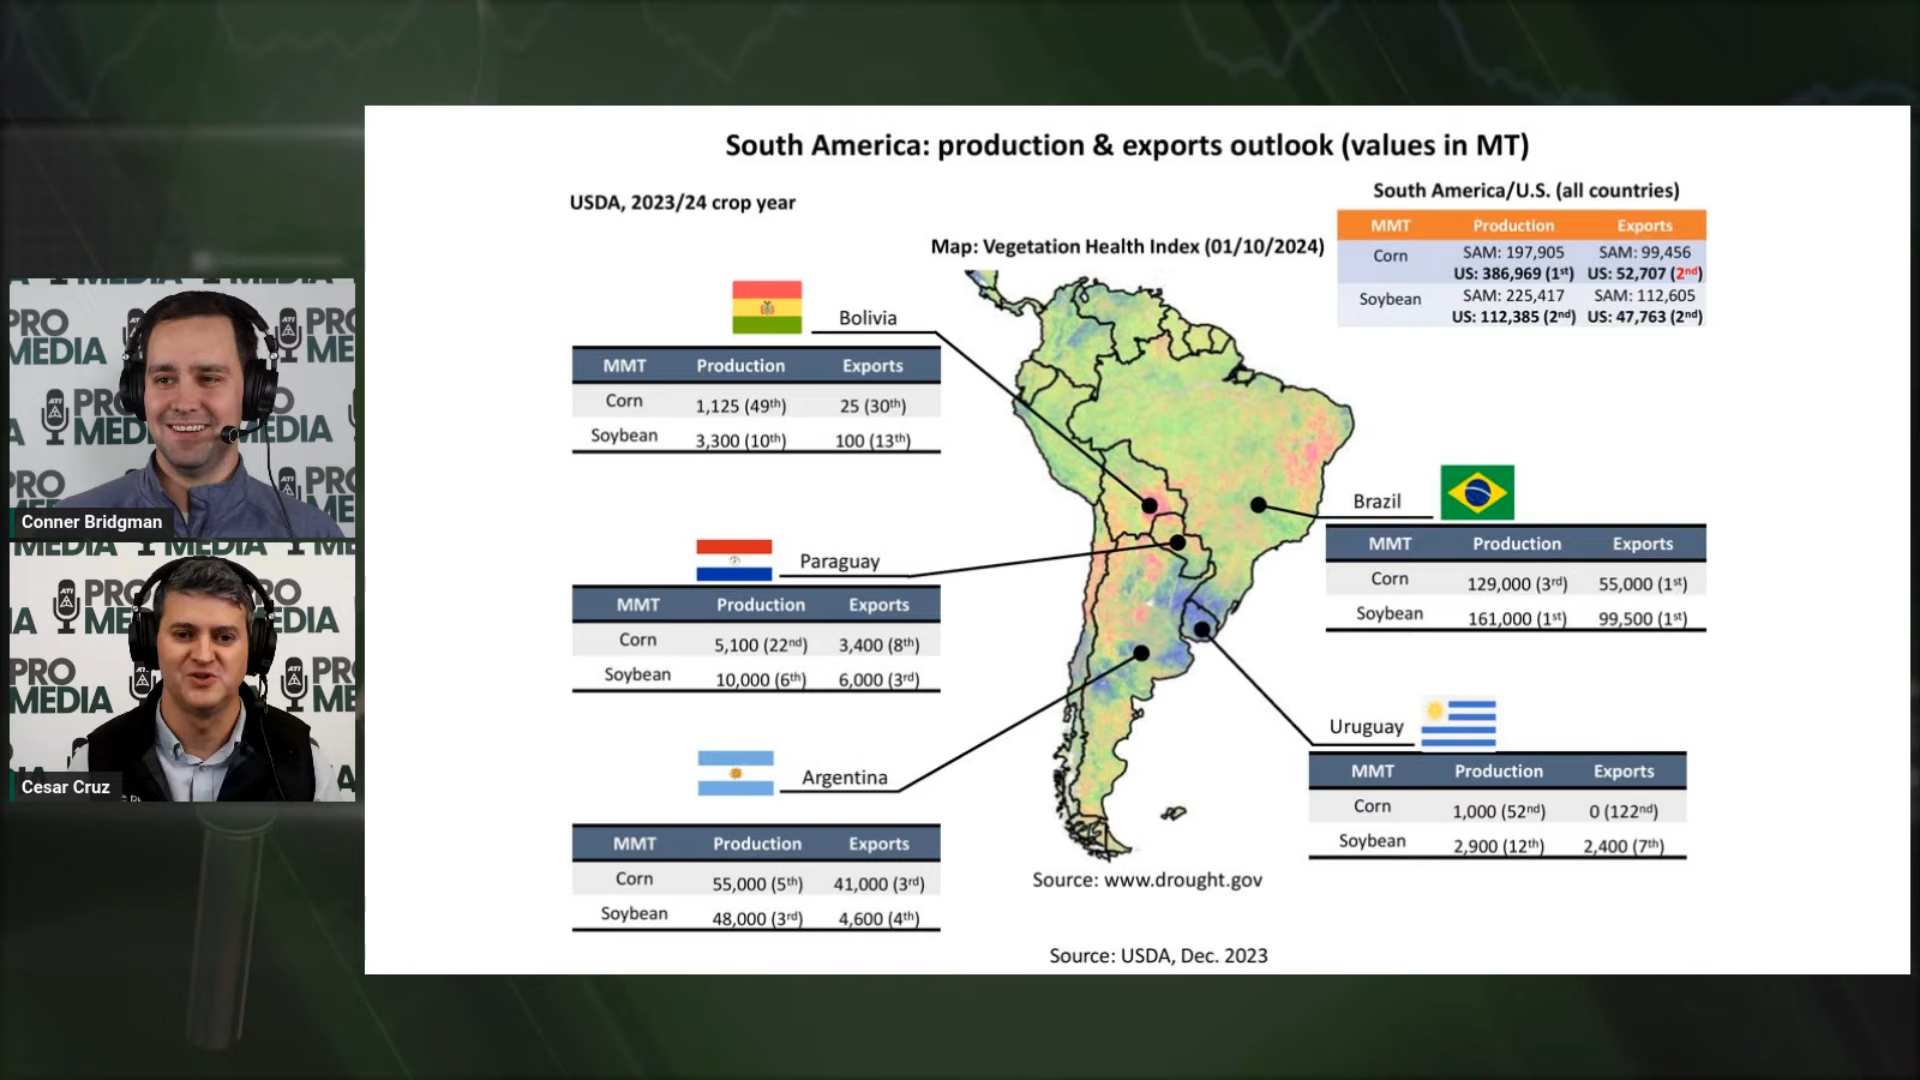 South America: production & exports outlook (values in MT)
USDA, 2023/24 crop year
South America/U.S. (all countries)
MMT Production Exports
Corn SAM: 197,905 SAM: 99,456
US: 386,969 (1st) US: 52,707 (2nd)
Soybean SAM: 225,417 SAM: 112,605
US: 112,385 (2nd) US: 47,763 (2nd)
Map: Vegetation Health Index (01/10/2024)
Bolivia
MMT Production Exports
Corn 1,125 (49th) 25 (30th)
Soybean 3,300 (10th) 100 (13th)
Brazil
MMT Production Exports
Corn 129,000 (3rd) 55,000 (1st)
Soybean 161,000 (1st) 99,500 (1st)
Paraguay
MMT Production Exports
Corn 5,100 (22nd) 3,400 (8th)
Soybean 10,000 (6th) 6,000 (3rd)
Uruguay
MMT Production Exports
Corn 1,000 (52nd) 0 (122nd)
Soybean 2,900 (12th) 2,400 (7th)
Argentina
MMT Production Exports
Corn 55,000 (5th) 41,000 (3rd)
Soybean 48,000 (3rd) 4,600 (4th)
Source: www.drought.gov
Source: USDA, Dec. 2023
PRO
MEDIA
ATI
Conner Bridgman
PRO
MEDIA
ATI
Cesar Cruz